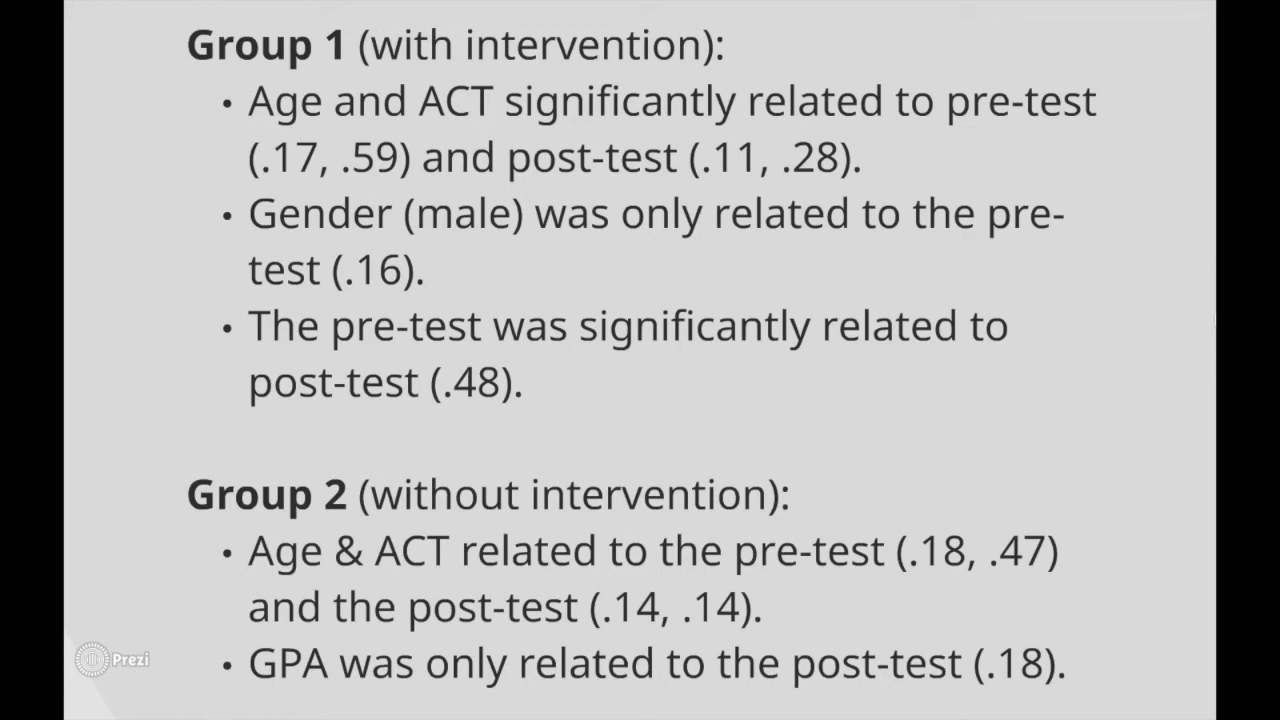 Group 1 (with intervention):
• Age and ACT significantly related to pre-test
(.17, .59) and post-test (.11, .28).
• Gender (male) was only related to the pre-
test (.16).
• The pre-test was significantly related to
post-test (.48).
Group 2 (without intervention):
• Age & ACT related to the pre-test (.18, .47)
and the post-test (.14, .14).
• GPA was only related to the post-test (.18).
Prezi